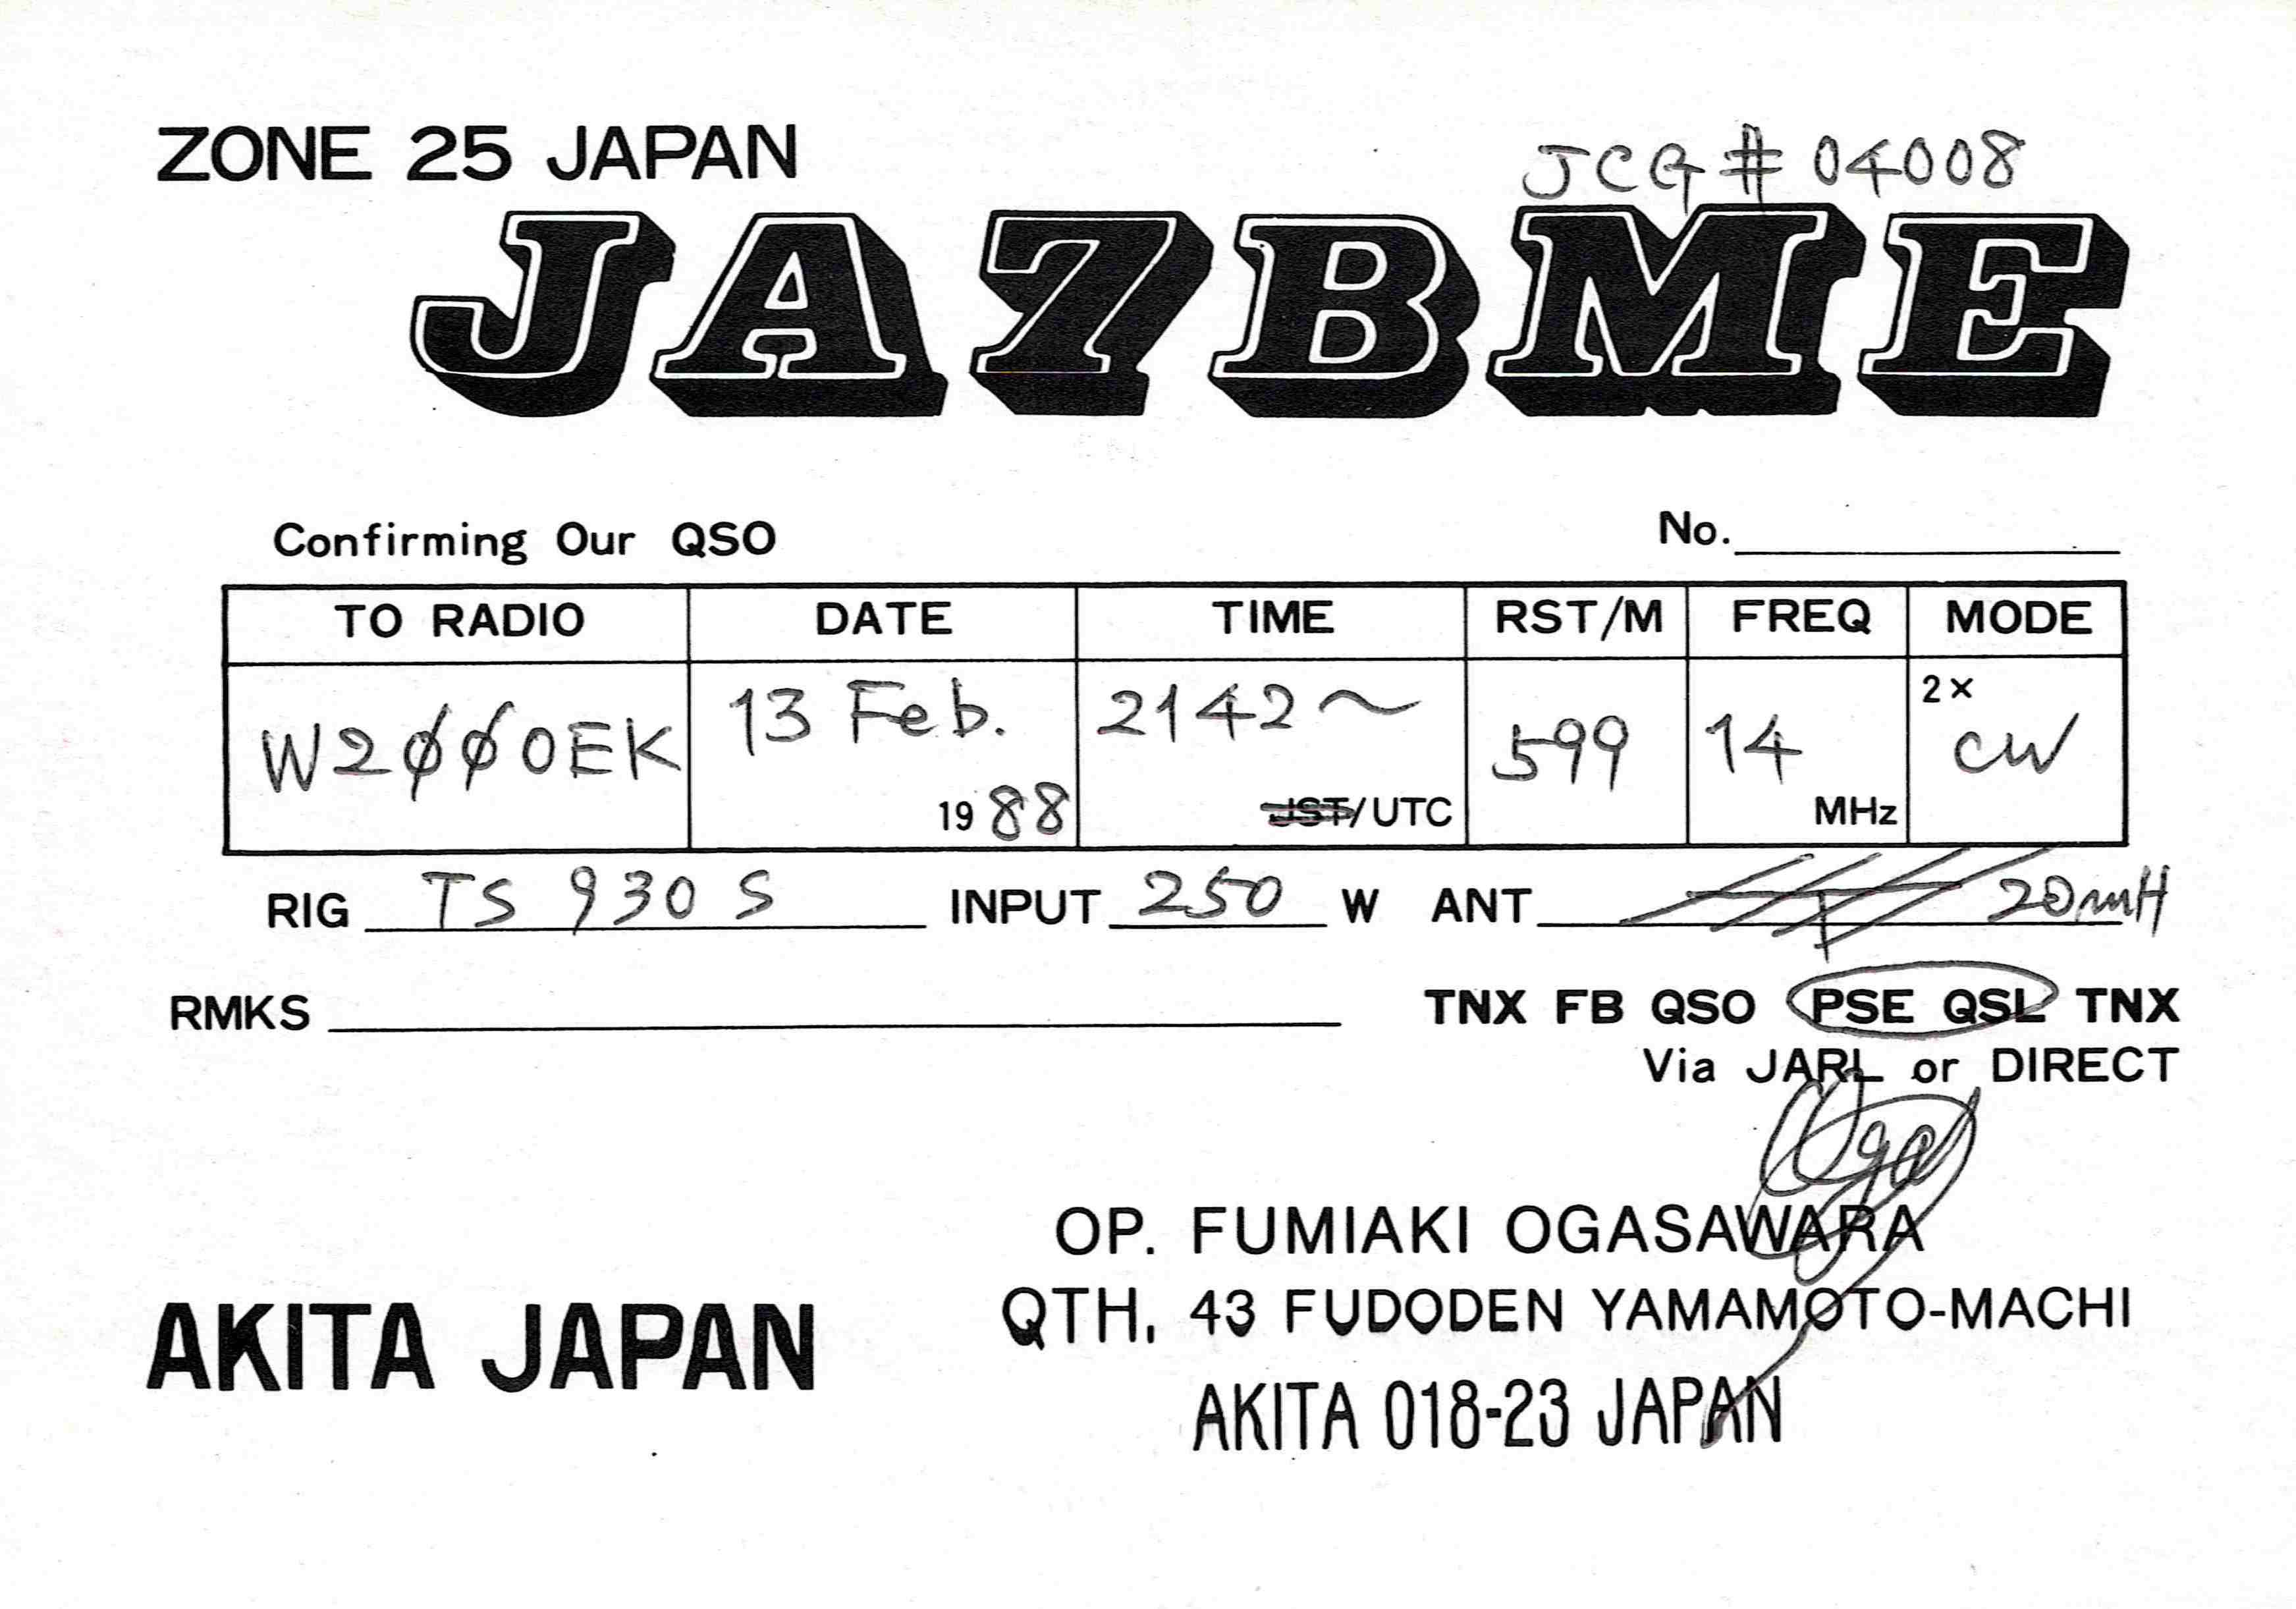 ZONE 25 JAPAN
JCG # 04008
JA7BME
Confirming Our QSO
No.
TO RADIO DATE TIME RST/M FREQ MODE
W2ØØ0EK 13 Feb. 1988 2142~ JST/UTC 599 14 MHz 2× CW
RIG TS 930 S INPUT 250 W ANT 20mH
RMKS
TNX FB QSO PSE QSL TNX
Via JARL or DIRECT
OP. FUMIAKI OGASAWARA
QTH. 43 FUDODEN YAMAMOTO-MACHI
AKITA 018-23 JAPAN
AKITA JAPAN